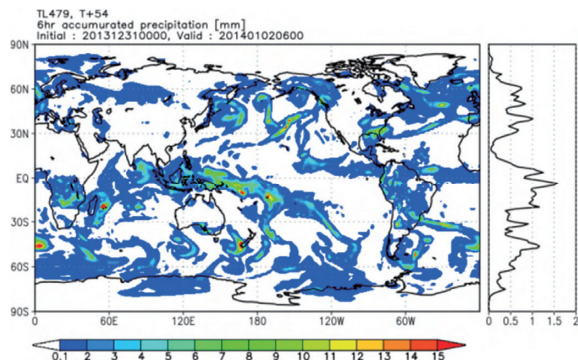 TL479, T+54
6hr accumurated precipitation [mm]
Initial : 201312310000, Valid : 201401020600
90N
60N
30N
EQ
30S
60S
90S
0 60E 120E 180 120W 60W
0 0.5 1 1.5 2
0.1 2 3 4 5 6 7 8 9 10 11 12 13 14 15